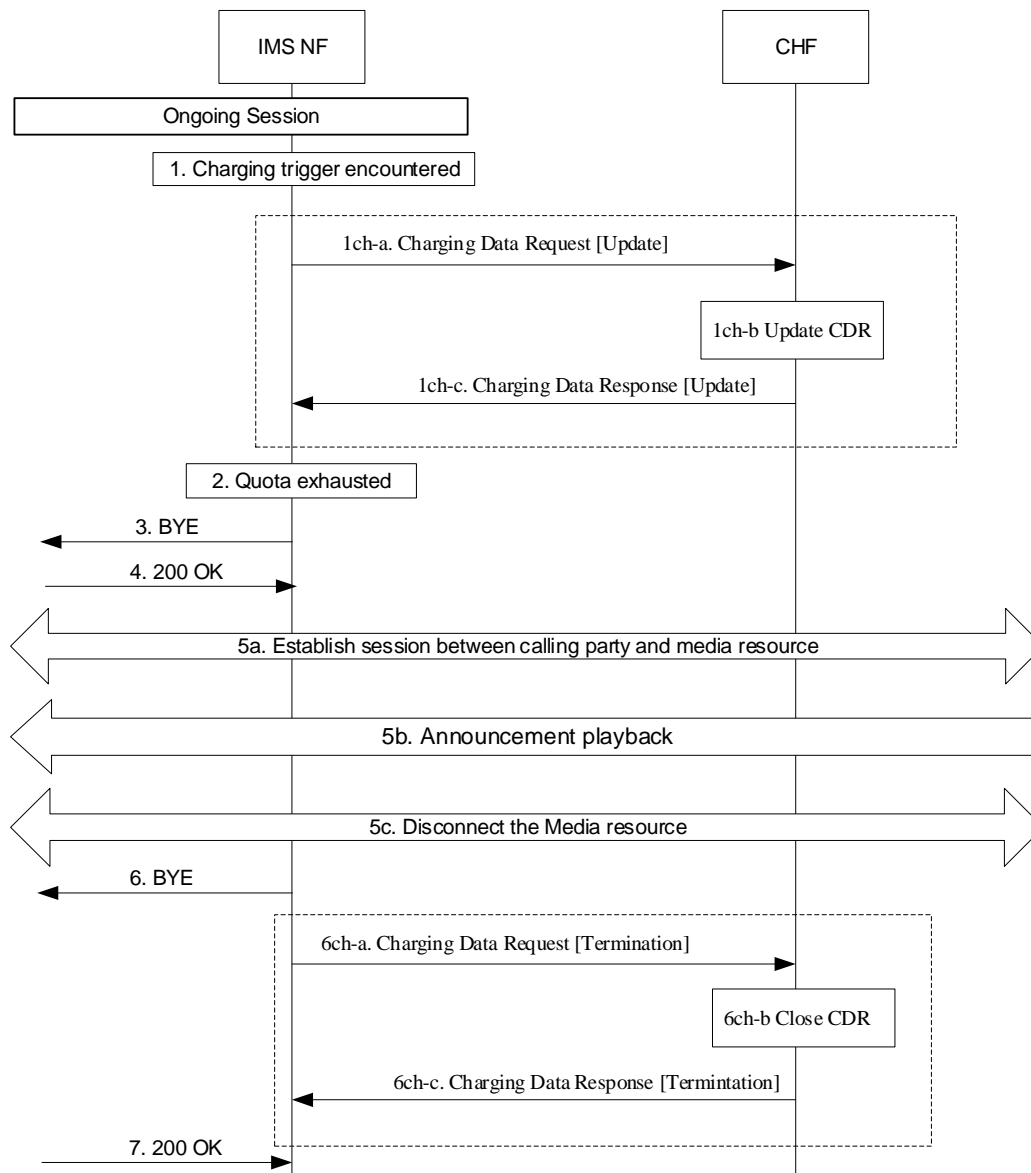 IMS NF
CHF
Ongoing Session
1. Charging trigger encountered
1ch-a. Charging Data Request [Update]
1ch-b Update CDR
1ch-c. Charging Data Response [Update]
2. Quota exhausted
3. BYE
4. 200 OK
5a. Establish session between calling party and media resource
5b. Announcement playback
5c. Disconnect the Media resource
6. BYE
6ch-a. Charging Data Request [Termination]
6ch-b Close CDR
6ch-c. Charging Data Response [Termintation]
7. 200 OK